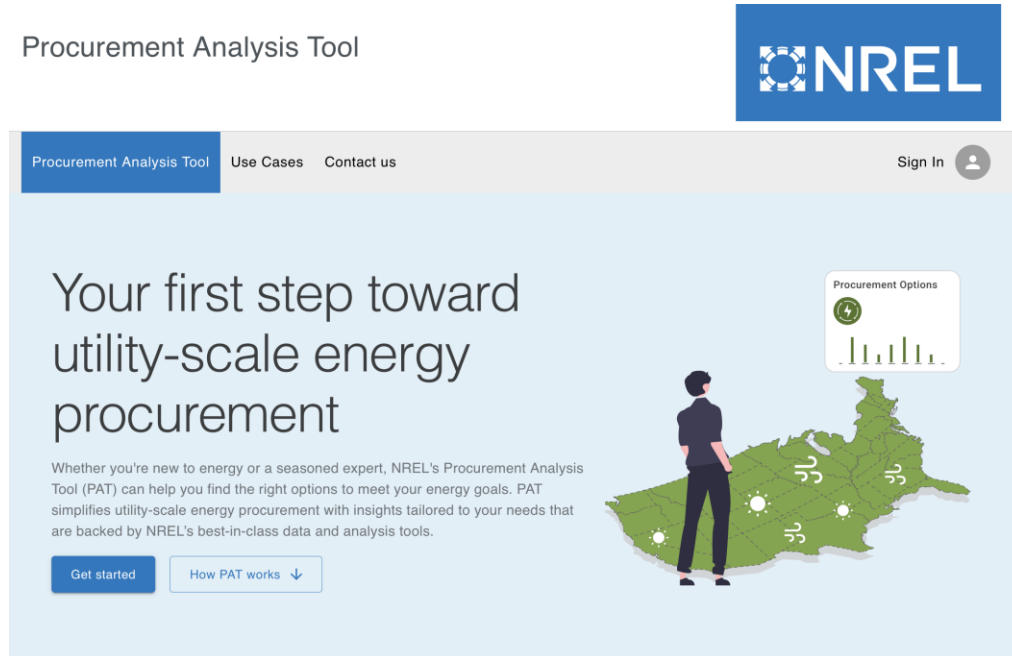 Procurement Analysis Tool
NREL
Procurement Analysis Tool Use Cases Contact us Sign In
Your first step toward
utility-scale energy
procurement
Whether you're new to energy or a seasoned expert, NREL's Procurement Analysis
Tool (PAT) can help you find the right options to meet your energy goals. PAT
simplifies utility-scale energy procurement with insights tailored to your needs that
are backed by NREL's best-in-class data and analysis tools.
Get started How PAT works
Procurement Options